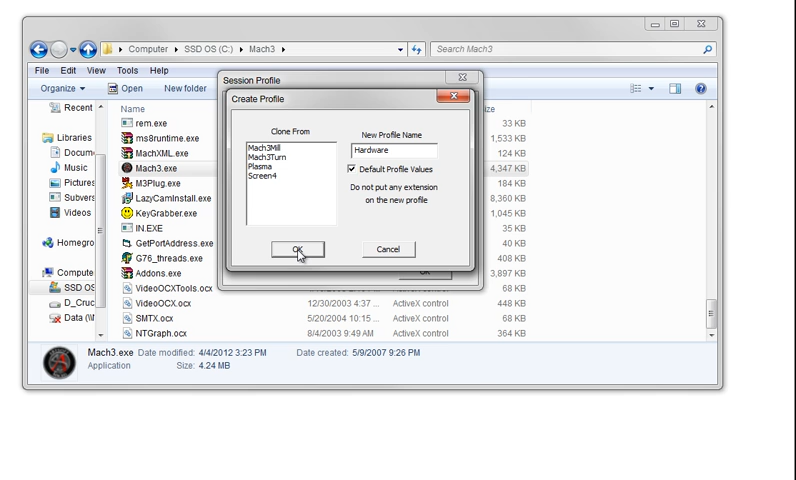 Computer ▸ SSD OS (C:) ▸ Mach3 ▸
Search Mach3
File Edit View Tools Help
Organize Open New folder
Session Profile
Create Profile
Clone From
Mach3Mill
Mach3Turn
Plasma
Screen4
New Profile Name
Hardware
Default Profile Values
Do not put any extension
on the new profile
OK
Cancel
Recent
Libraries
Docum
Music
Pictures
Subvers
Videos
Homegro
Compute
SSD OS
D_Cruc
Name
rem.exe 33 KB
ms8runtime.exe 1,533 KB
MachXML.exe 124 KB
Mach3.exe 4,347 KB
M3Plug.exe 184 KB
LazyCamInstall.exe 8,360 KB
KeyGrabber.exe 1,045 KB
IN.EXE 35 KB
GetPortAddress.exe 40 KB
G76_threads.exe 408 KB
Addons.exe 3,897 KB
VideoOCXTools.ocx 68 KB
VideoOCX.ocx 12/30/2003 4:37 ... ActiveX control 448 KB
SMTX.ocx 5/20/2004 10:15 ... ActiveX control 68 KB
NTGraph.ocx 8/4/2003 9:49 AM ActiveX control 364 KB
Mach3.exe Date modified: 4/4/2012 3:23 PM Date created: 5/9/2007 9:26 PM
Application Size: 4.24 MB